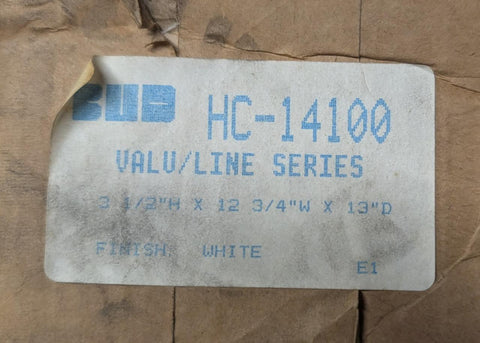 BUD HC-14100
VALU/LINE SERIES
3 1/2"H X 12 3/4"W X 13"D
FINISH. WHITE
E1